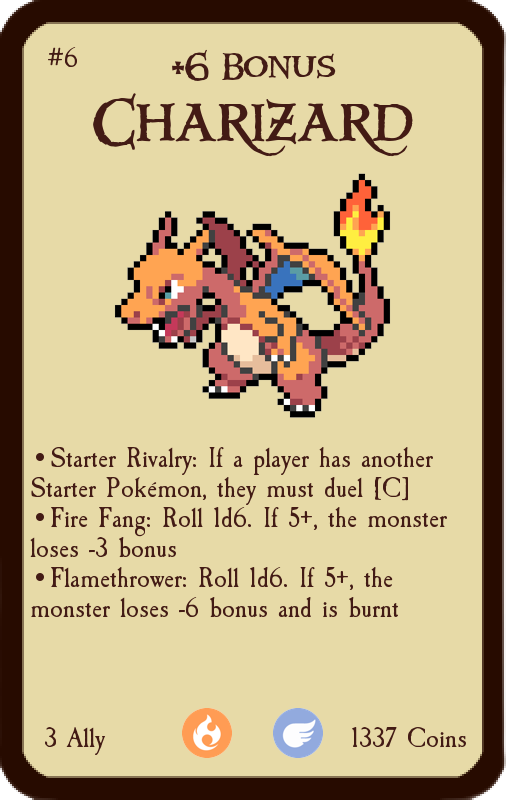 #6
+6 Bonus
Charizard
•Starter Rivalry: If a player has another
Starter Pokémon, they must duel [C]
•Fire Fang: Roll 1d6. If 5+, the monster
loses -3 bonus
•Flamethrower: Roll 1d6. If 5+, the
monster loses -6 bonus and is burnt
3 Ally
1337 Coins